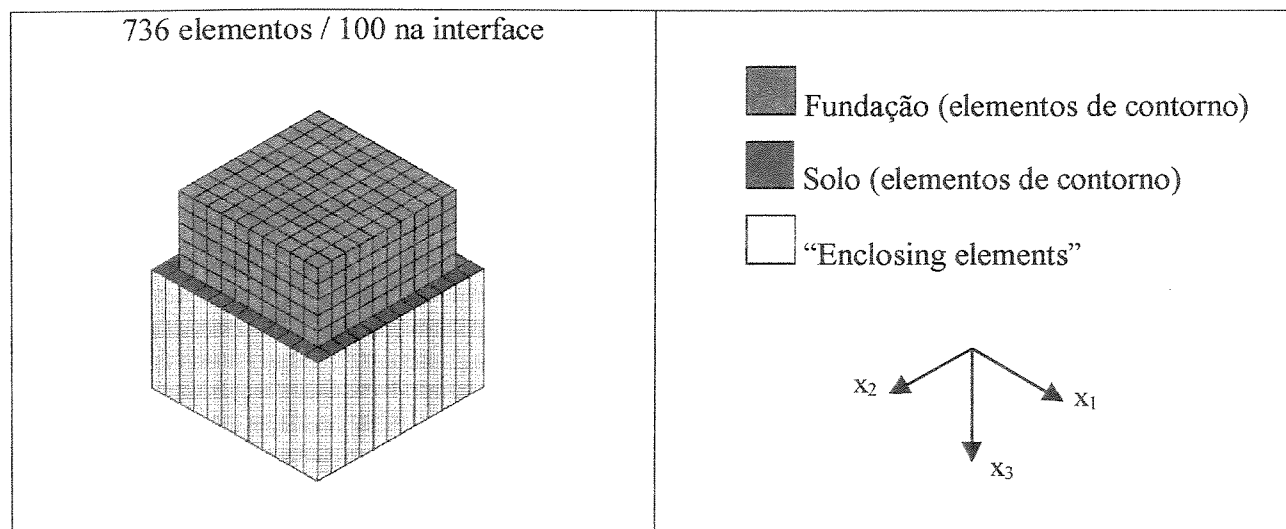 736 elementos / 100 na interface
Fundação (elementos de contorno)
Solo (elementos de contorno)
“Enclosing elements”
x₂
x₁
x₃